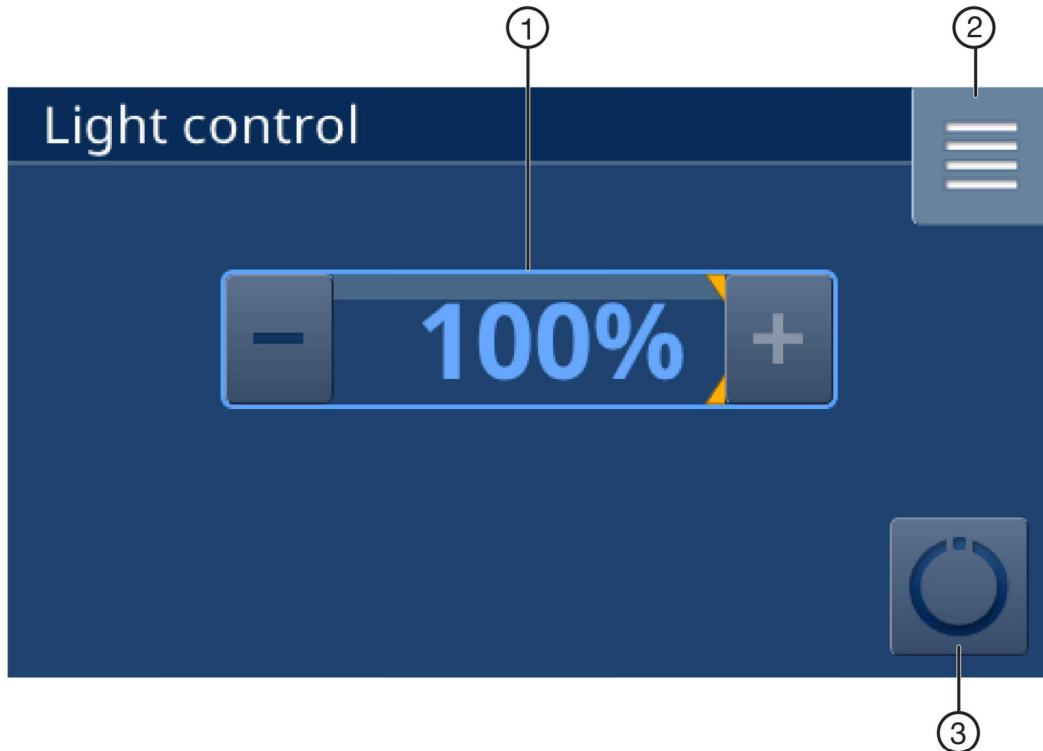 ① ②
Light control
− 100% +
③